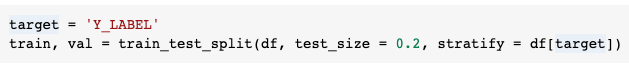 target = 'Y_LABEL'
train, val = train_test_split(df, test_size = 0.2, stratify = df[target])